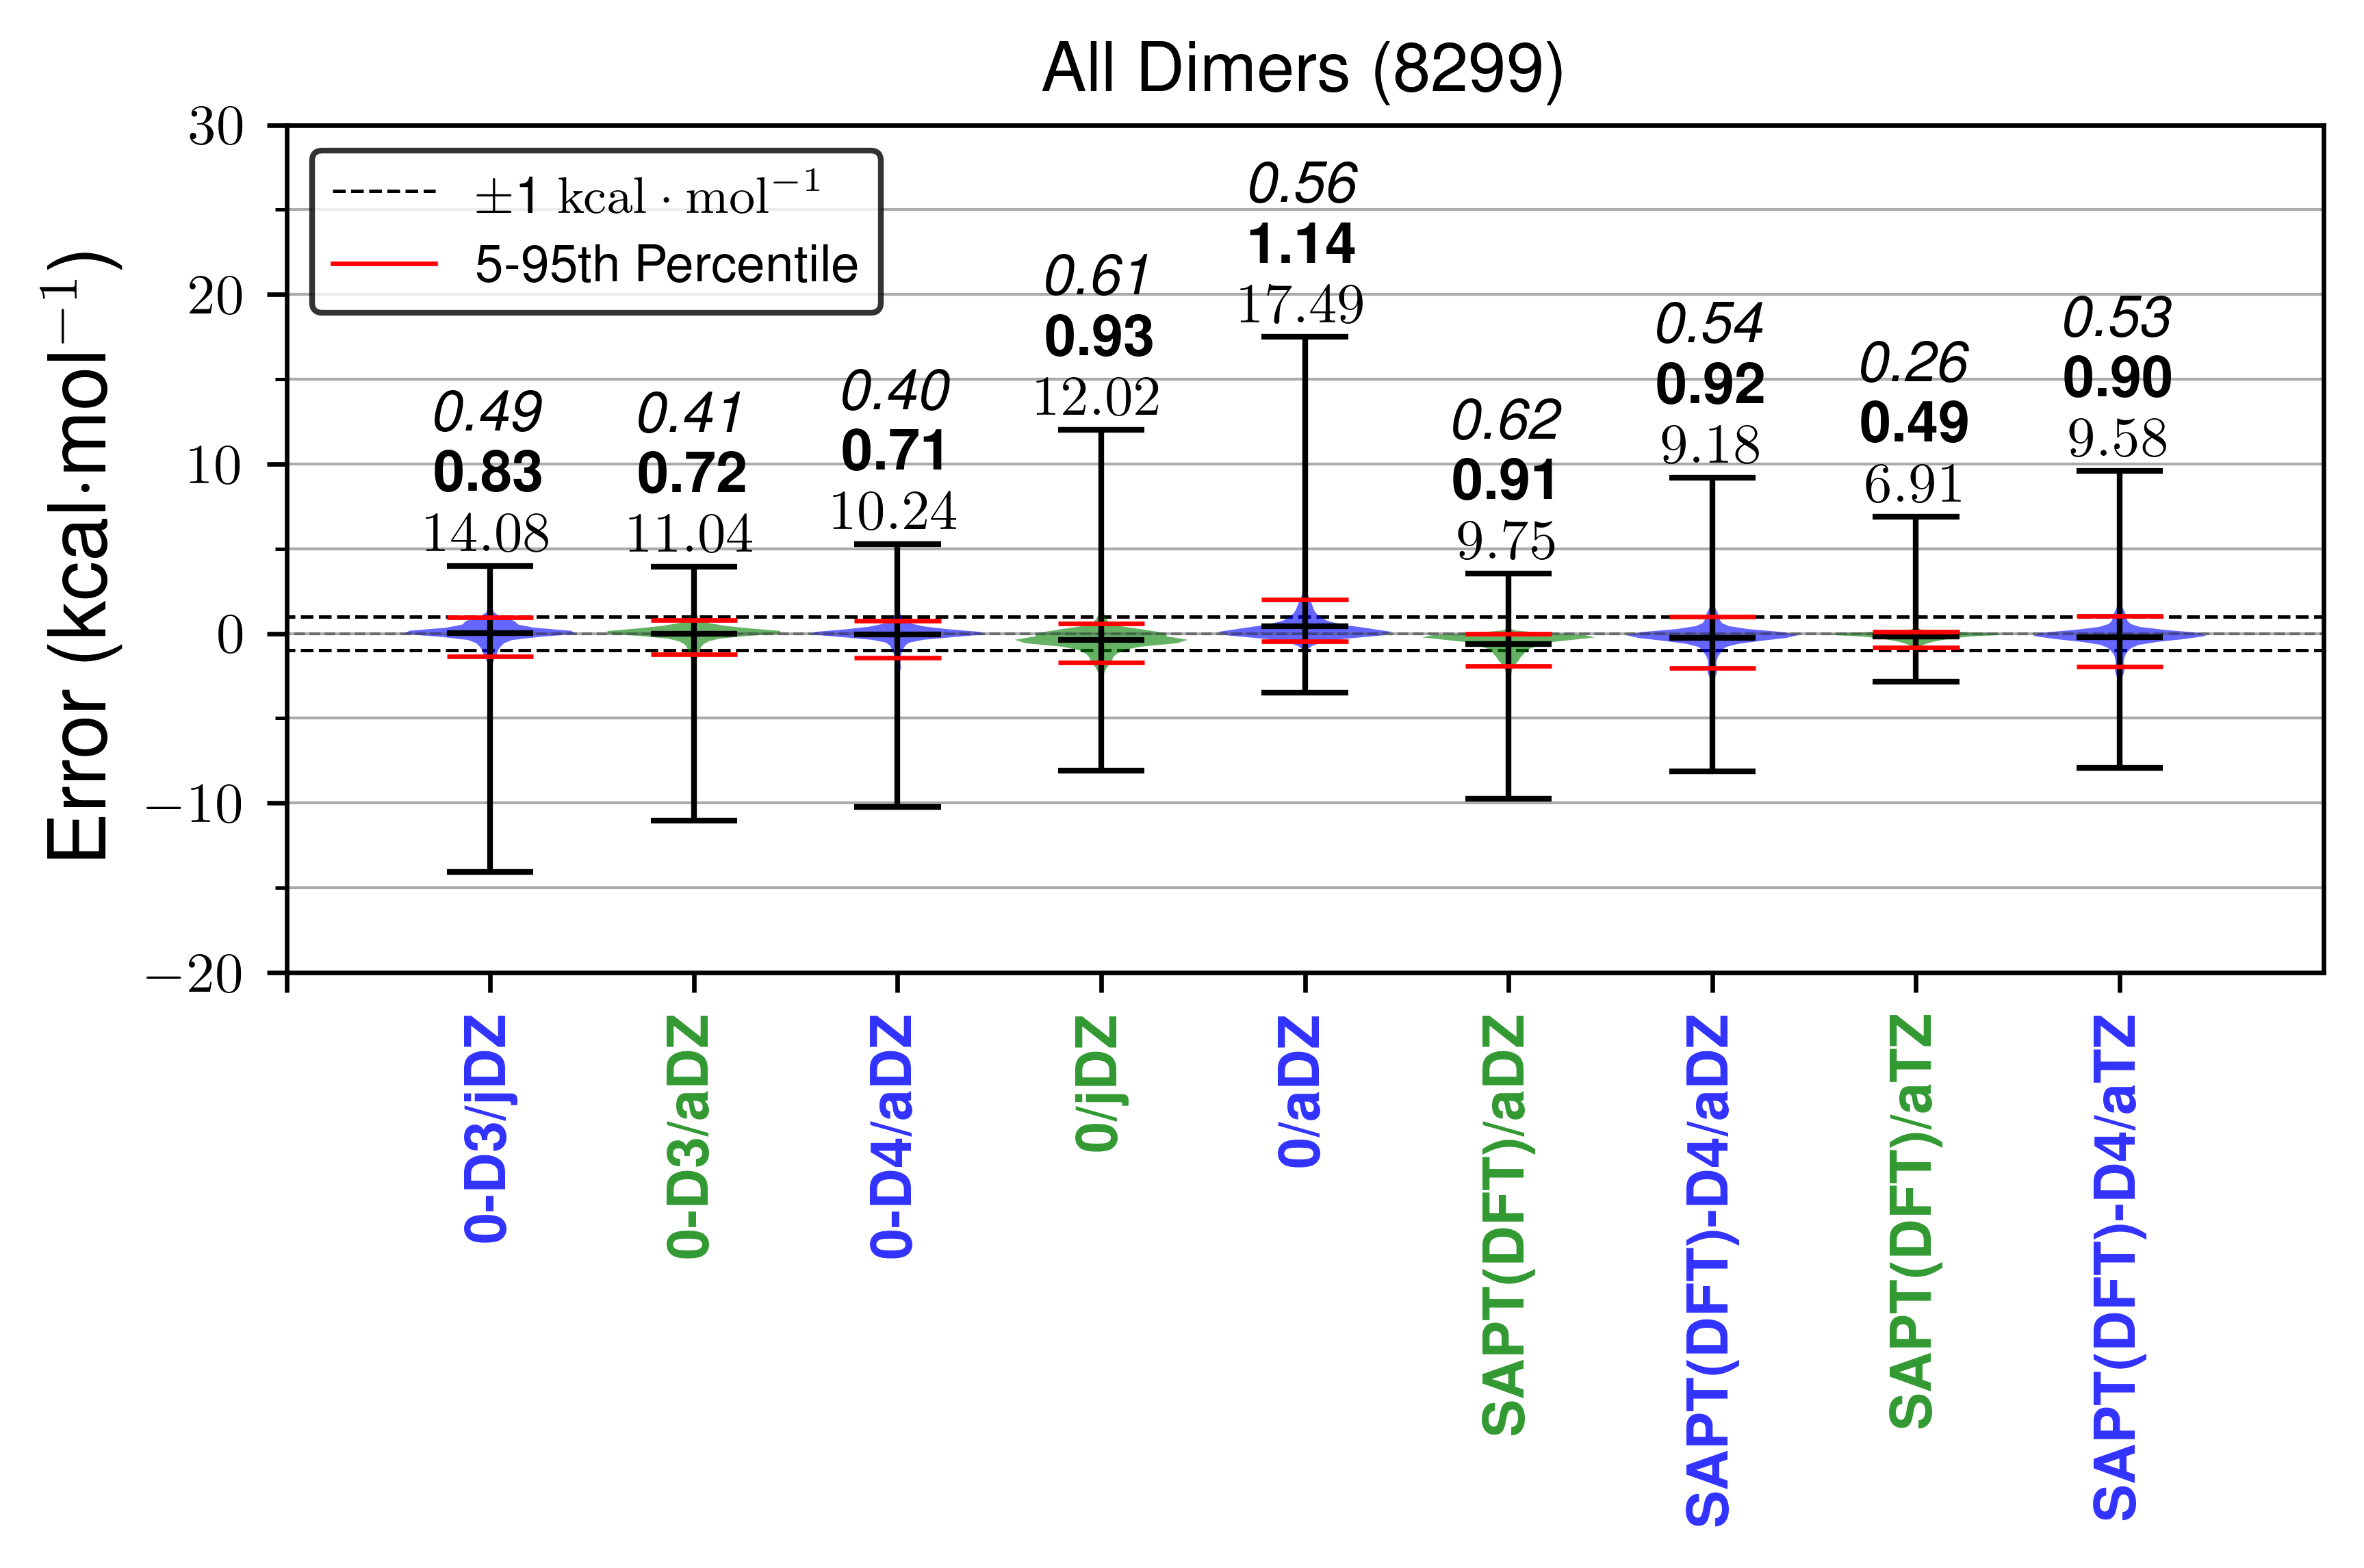 All Dimers (8299)
Error (kcal·mol⁻¹)
30
20
10
0
−10
−20
±1 kcal · mol⁻¹
5-95th Percentile
0.49
0.83
14.08
0.41
0.72
11.04
0.40
0.71
10.24
0.61
0.93
12.02
0.56
1.14
17.49
0.62
0.91
9.75
0.54
0.92
9.18
0.26
0.49
6.91
0.53
0.90
9.58
0-D3/jDZ
0-D3/aDZ
0-D4/aDZ
0/jDZ
0/aDZ
SAPT(DFT)/aDZ
SAPT(DFT)-D4/aDZ
SAPT(DFT)/aTZ
SAPT(DFT)-D4/aTZ